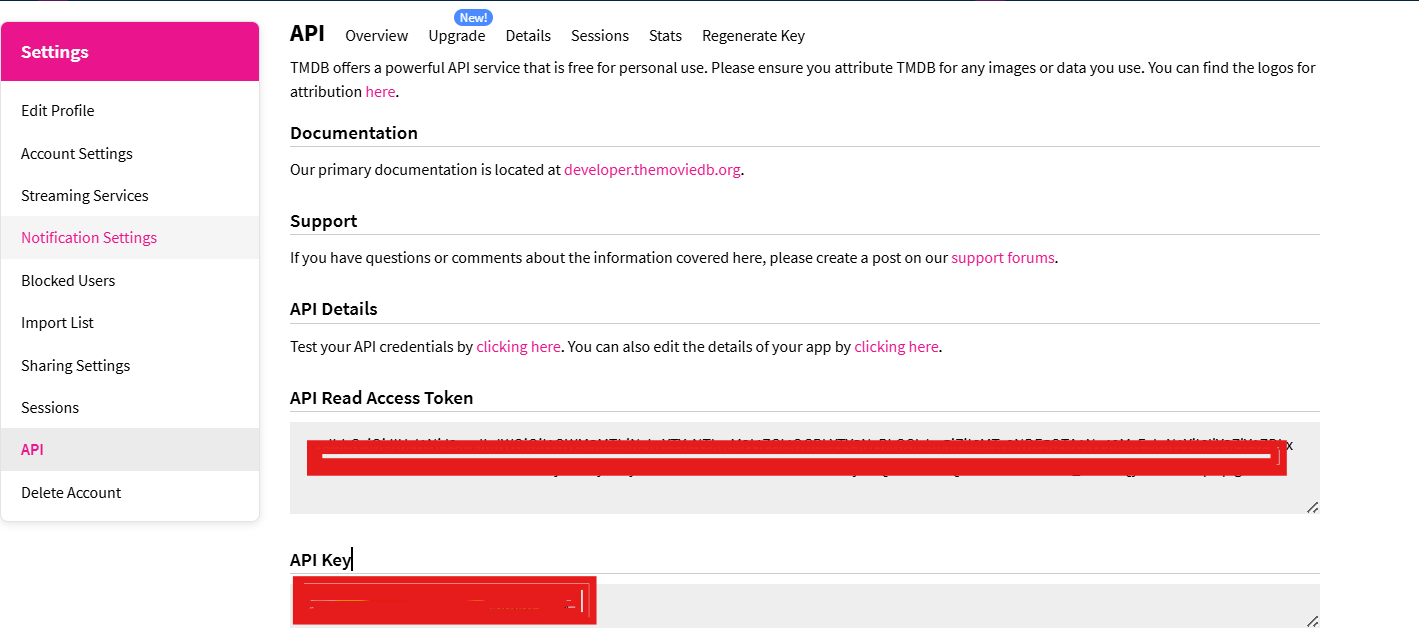 Settings
Edit Profile
Account Settings
Streaming Services
Notification Settings
Blocked Users
Import List
Sharing Settings
Sessions
API
Delete Account
New!
API Overview Upgrade Details Sessions Stats Regenerate Key
TMDB offers a powerful API service that is free for personal use. Please ensure you attribute TMDB for any images or data you use. You can find the logos for
attribution here.
Documentation
Our primary documentation is located at developer.themoviedb.org.
Support
If you have questions or comments about the information covered here, please create a post on our support forums.
API Details
Test your API credentials by clicking here. You can also edit the details of your app by clicking here.
API Read Access Token
API Key